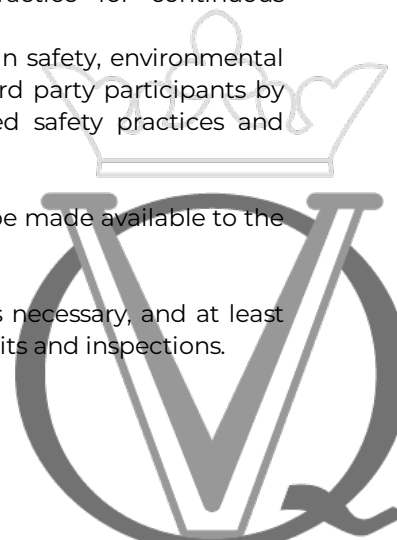 for continuous
n safety, environmental
rd party participants by
ed safety practices and
be made available to the
s necessary, and at least
its and inspections.